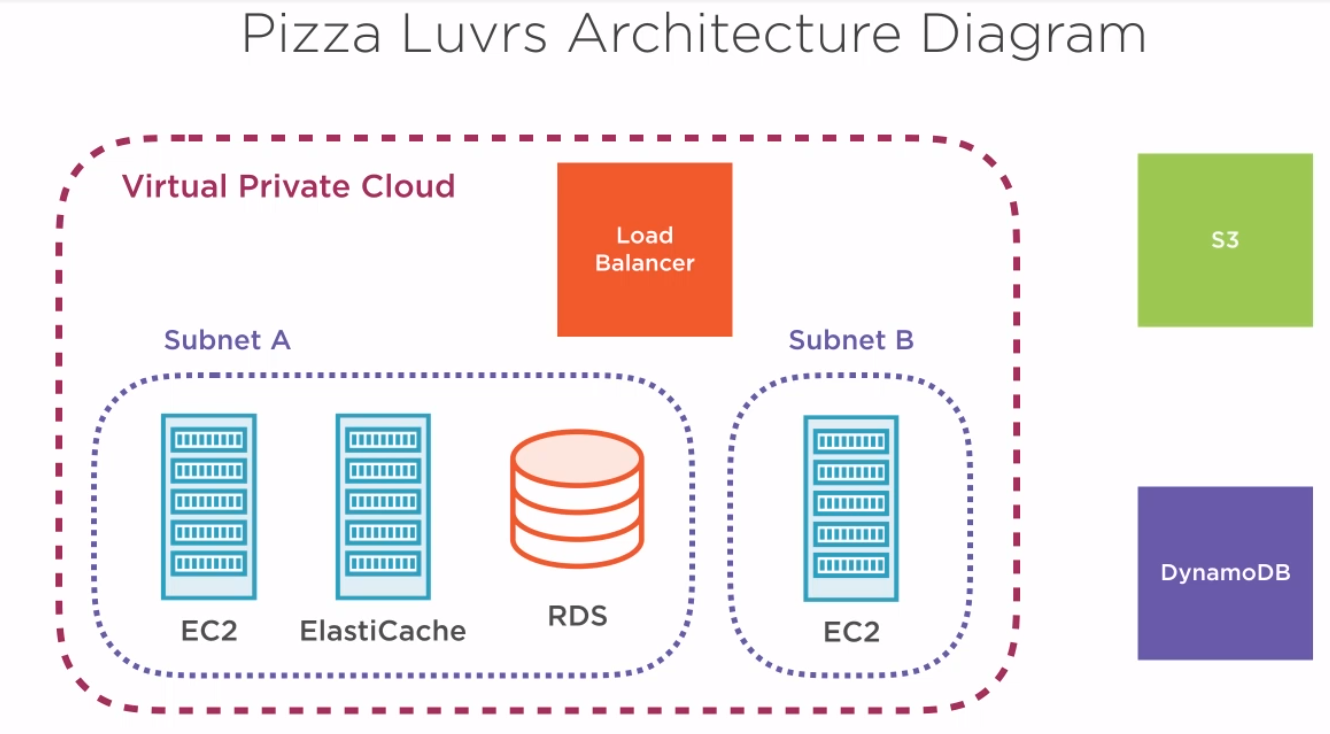 Pizza Luvrs Architecture Diagram
Virtual Private Cloud
Load
Balancer
S3
Subnet A
Subnet B
EC2
ElastiCache
RDS
EC2
DynamoDB